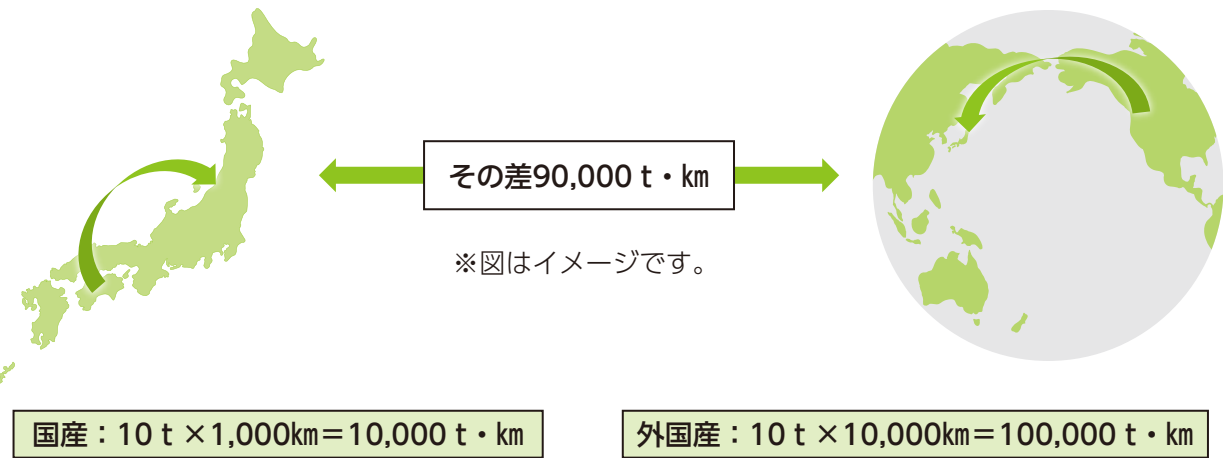 その差90,000 t・㎞
※図はイメージです。
国産：10 t ×1,000㎞＝10,000 t・㎞
外国産：10 t ×10,000㎞＝100,000 t・㎞